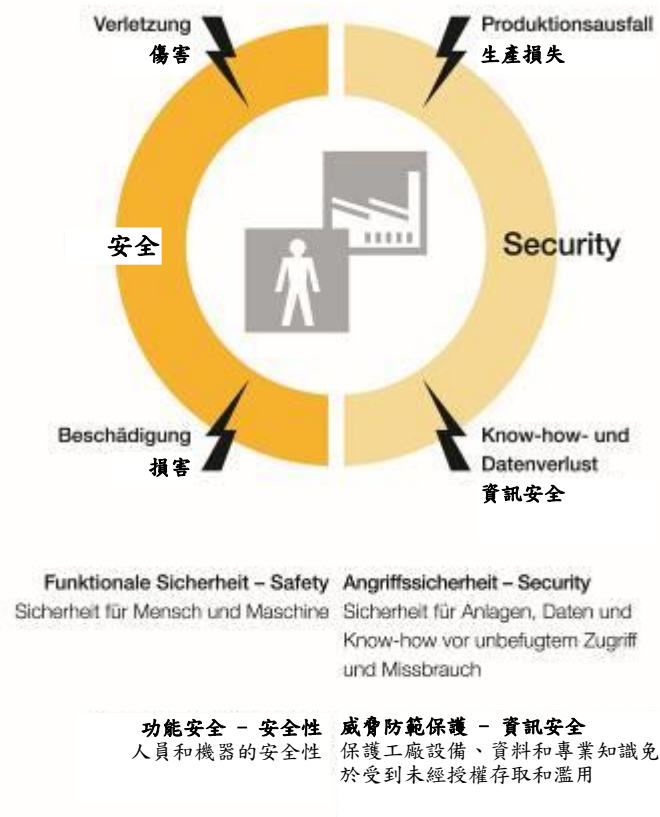 Verletzung
傷害
Produktionsausfall
生產損失
安全
Security
Beschädigung
損害
Know-how- und
Datenverlust
資訊安全
Funktionale Sicherheit – Safety
Sicherheit für Mensch und Maschine
Angriffssicherheit – Security
Sicherheit für Anlagen, Daten und
Know-how vor unbefugtem Zugriff
und Missbrauch
功能安全 - 安全性
人員和機器的安全性
威脅防範保護 - 資訊安全
保護工廠設備、資料和專業知識免
於受到未經授權存取和濫用